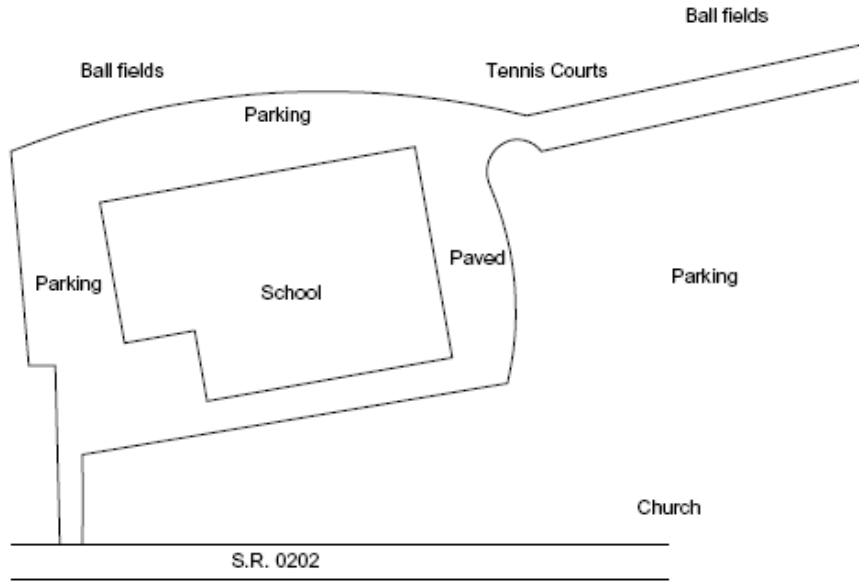 Ball fields
Ball fields
Tennis Courts
Parking
Paved
Parking
Parking
School
Church
S.R. 0202